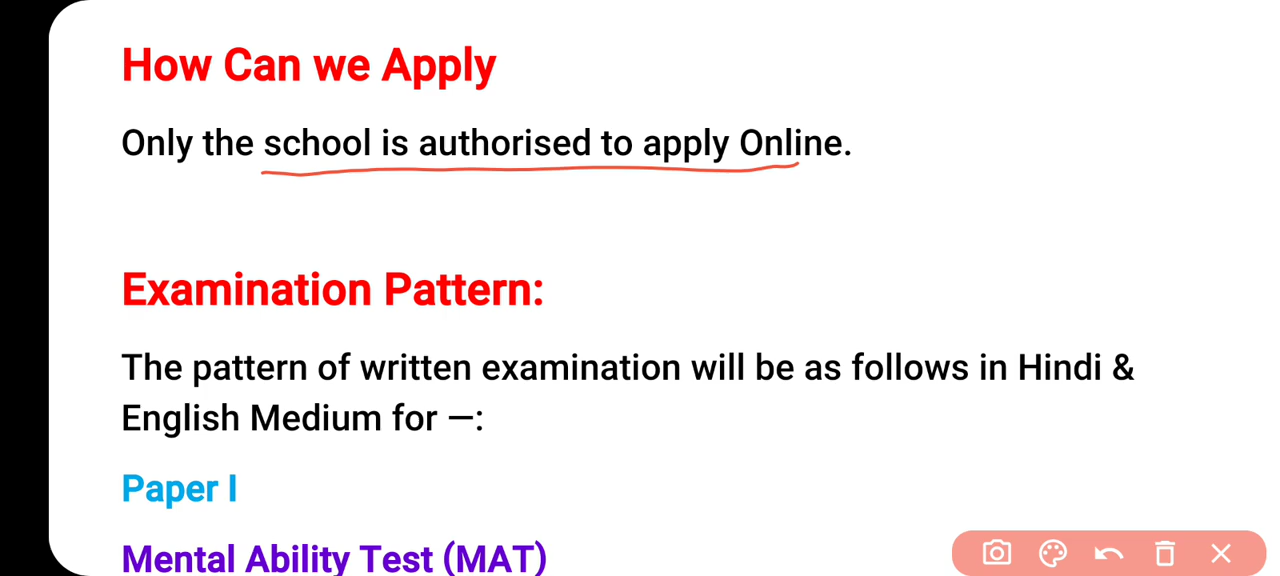 How Can we Apply
Only the school is authorised to apply Online.
Examination Pattern:
The pattern of written examination will be as follows in Hindi &
English Medium for —:
Paper I
Mental Ability Test (MAT)